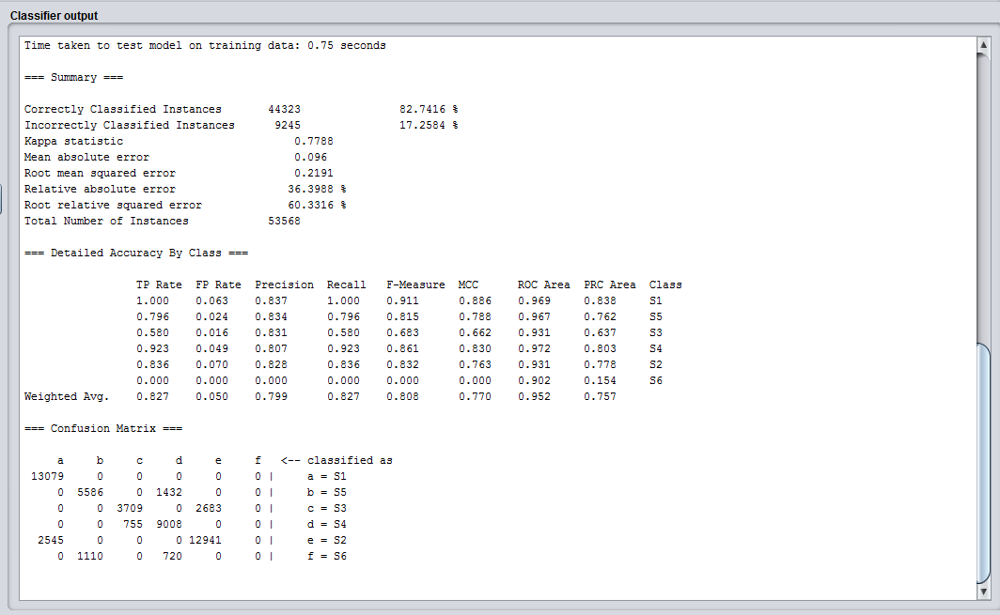 Classifier output
Time taken to test model on training data: 0.75 seconds
=== Summary ===
Correctly Classified Instances 44323 82.7416 %
Incorrectly Classified Instances 9245 17.2584 %
Kappa statistic 0.7788
Mean absolute error 0.096
Root mean squared error 0.2191
Relative absolute error 36.3988 %
Root relative squared error 60.3316 %
Total Number of Instances 53568
=== Detailed Accuracy By Class ===
TP Rate FP Rate Precision Recall F-Measure MCC ROC Area PRC Area Class
1.000 0.063 0.837 1.000 0.911 0.886 0.969 0.838 S1
0.796 0.024 0.834 0.796 0.815 0.788 0.967 0.762 S5
0.580 0.016 0.831 0.580 0.683 0.662 0.931 0.637 S3
0.923 0.049 0.807 0.923 0.861 0.830 0.972 0.803 S4
0.836 0.070 0.828 0.836 0.832 0.763 0.931 0.778 S2
0.000 0.000 0.000 0.000 0.000 0.000 0.902 0.154 S6
Weighted Avg. 0.827 0.050 0.799 0.827 0.808 0.770 0.952 0.757
=== Confusion Matrix ===
a b c d e f <-- classified as
13079 0 0 0 0 0 | a = S1
0 5586 0 1432 0 0 | b = S5
0 0 3709 0 2683 0 | c = S3
0 0 755 9008 0 0 | d = S4
2545 0 0 0 12941 0 | e = S2
0 1110 0 720 0 0 | f = S6